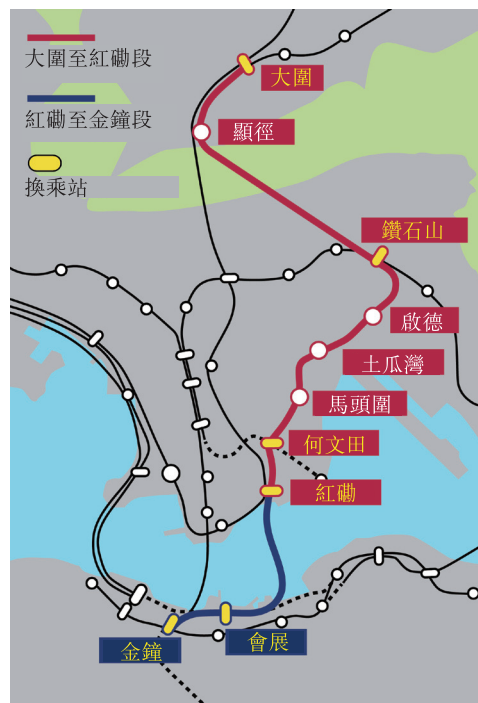 大圍至紅磡段
紅磡至金鐘段
換乘站
大圍
顯徑
鑽石山
啟德
土瓜灣
馬頭圍
何文田
紅磡
會展
金鐘